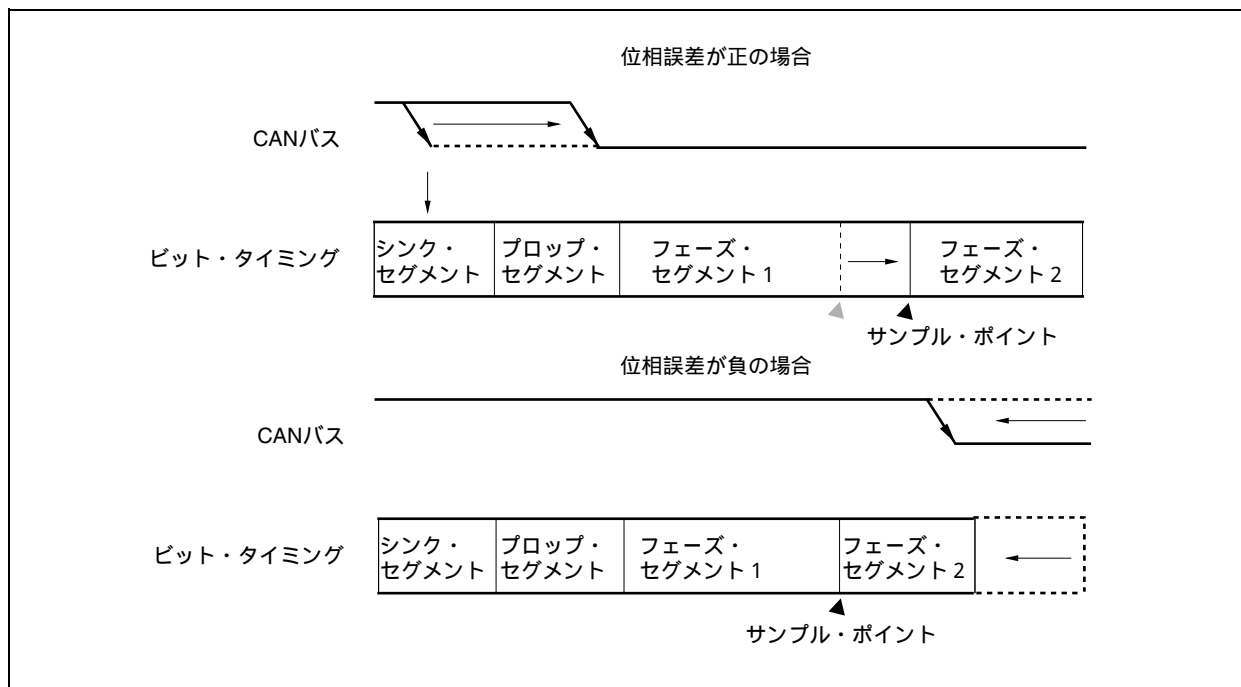 位相誤差が正の場合
CANバス
ビット・タイミング
シンク・
セグメント
プロップ・
セグメント
フェーズ・
セグメント1
フェーズ・
セグメント2
サンプル・ポイント
位相誤差が負の場合
CANバス
ビット・タイミング
シンク・
セグメント
プロップ・
セグメント
フェーズ・
セグメント1
フェーズ・
セグメント2
サンプル・ポイント